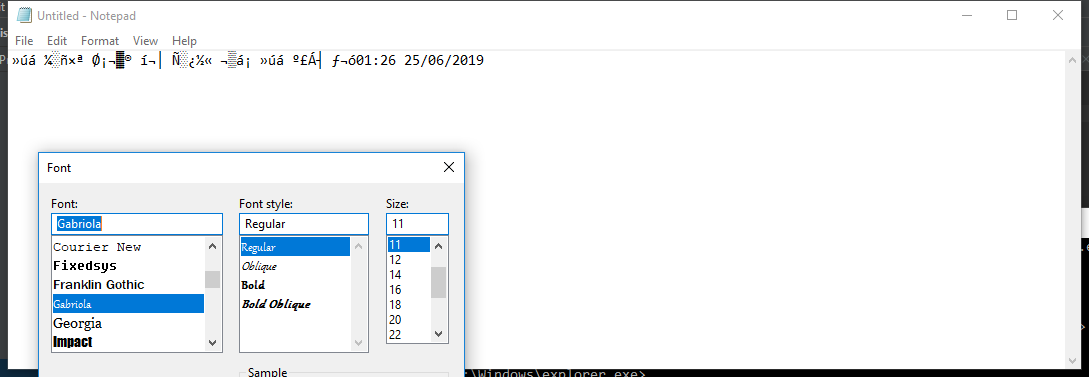 Untitled - Notepad
File Edit Format View Help
»úá ¼░ñ×ª Ø¡¬▓® í¬│ Ñ░¿½« ¬▒á¡ »úá º£Á┤ ƒ¬ó01:26 25/06/2019
Font
Font: Font style: Size:
Gabriola Regular 11
Courier New Regular 11
Fixedsys Oblique 12
Franklin Gothic Bold 14
Gabriola Bold Oblique 16
Georgia 18
Impact 20
22
Sample
:\Windows\explorer.exe>